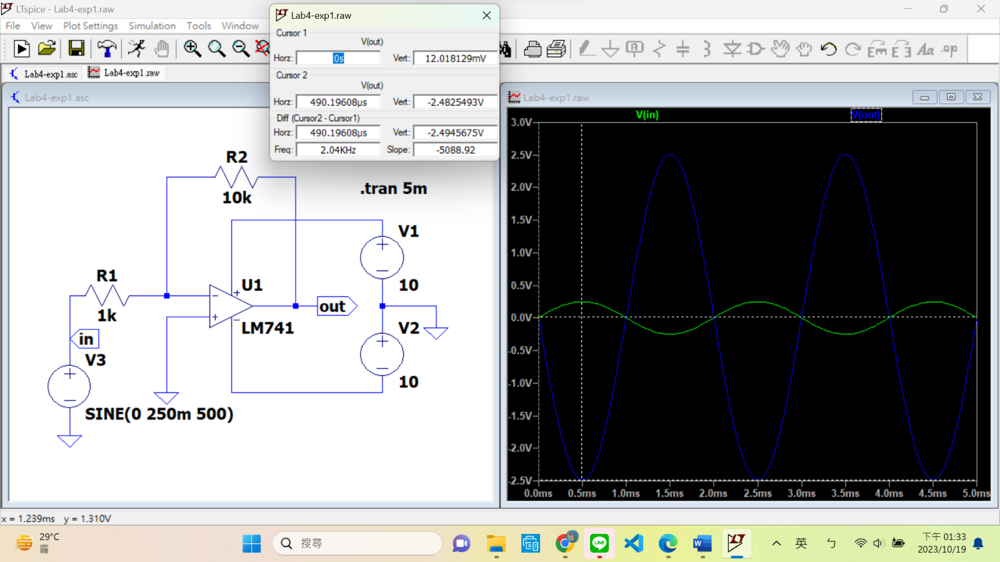 LTspice - Lab4-exp1.raw
File View Plot Settings Simulation Tools Window
Lab4-exp1.asc Lab4-exp1.raw
Lab4-exp1.raw
Cursor 1
V(out)
Horz: 0s Vert: 12.018129mV
Cursor 2
V(out)
Horz: 490.19608µs Vert: -2.4825493V
Diff (Cursor2 - Cursor1)
Horz: 490.19608µs Vert: -2.4945675V
Freq: 2.04KHz Slope: -5088.92
.op
Lab4-exp1.asc
R2
10k
.tran 5m
V1
10
R1
1k
U1
LM741
out
in
V2
10
V3
SINE(0 250m 500)
Lab4-exp1.raw
V(in) V(out)
3.0V
2.5V
2.0V
1.5V
1.0V
0.5V
0.0V
-0.5V
-1.0V
-1.5V
-2.0V
-2.5V
0.0ms 0.5ms 1.0ms 1.5ms 2.0ms 2.5ms 3.0ms 3.5ms 4.0ms 4.5ms 5.0ms
x = 1.239ms y = 1.310V
29°C
霾
搜尋
LINE
英
ㄅ
下午 01:33
2023/10/19